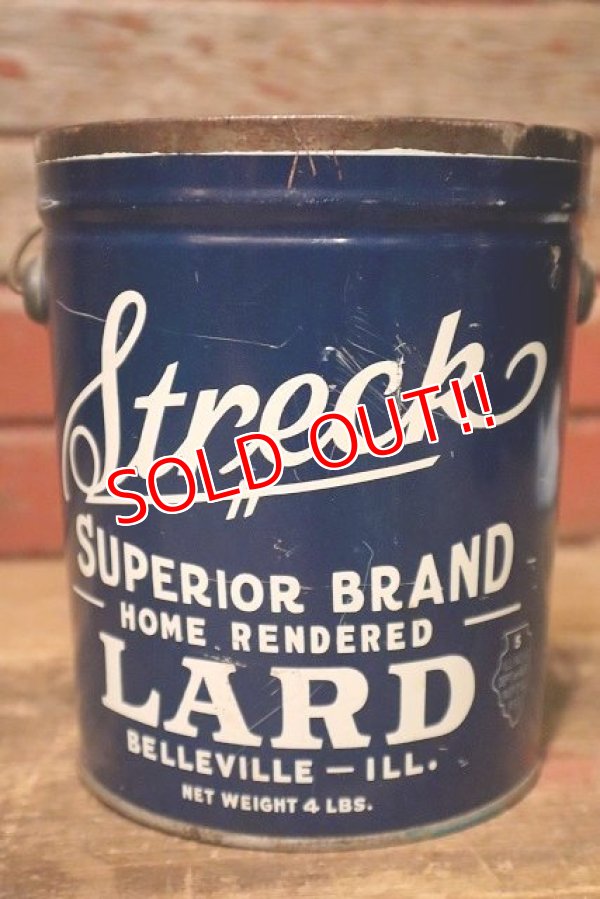 Streck
SOLD OUT!!
SUPERIOR BRAND
HOME RENDERED
LARD
BELLEVILLE — ILL.
NET WEIGHT 4 LBS.